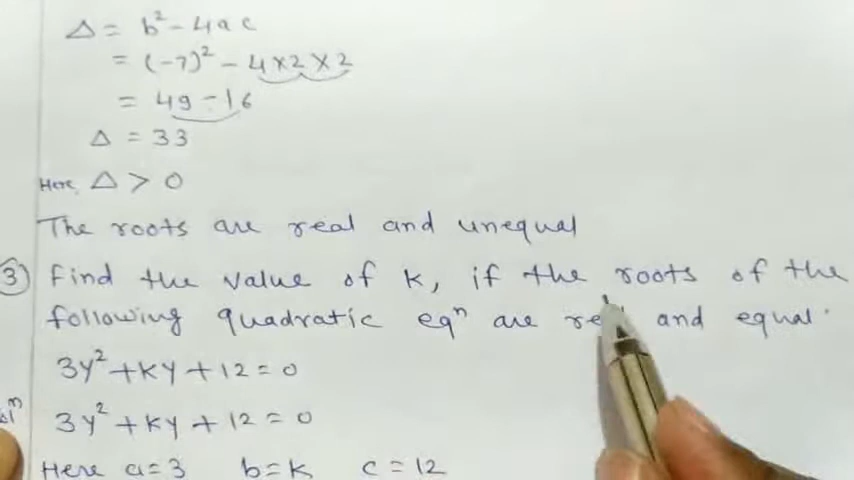 Δ = b² - 4ac
= (-7)² - 4×2×2
= 49 - 16
Δ = 33
Here, Δ > 0
The roots are real and unequal
③ Find the value of k, if the roots of the
following quadratic eqⁿ are and equal.
3y² + ky + 12 = 0
3y² + ky + 12 = 0
Here a = 3 b = k c = 12